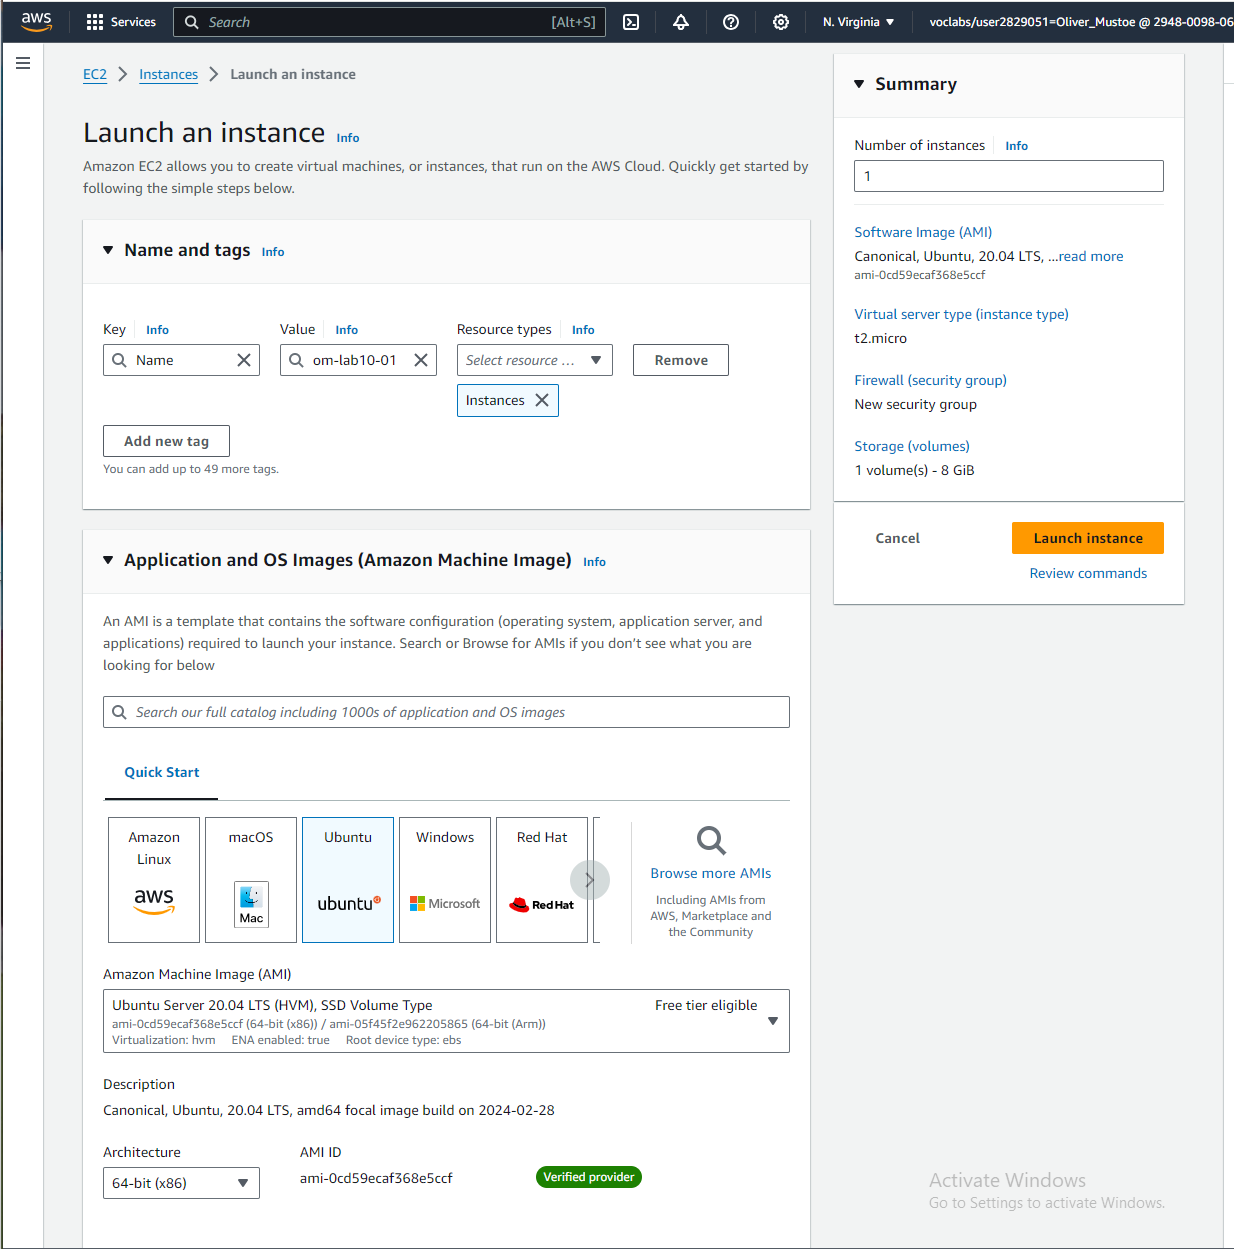 aws
Services
Search
[Alt+S]
N. Virginia
voclabs/user2829051=Oliver_Mustoe @ 2948-0098-06
EC2
Instances
Launch an instance
Launch an instance Info
Amazon EC2 allows you to create virtual machines, or instances, that run on the AWS Cloud. Quickly get started by
following the simple steps below.
Name and tags Info
Key Info
Value Info
Resource types Info
Name
om-lab10-01
Select resource ...
Remove
Instances
Add new tag
You can add up to 49 more tags.
Application and OS Images (Amazon Machine Image) Info
An AMI is a template that contains the software configuration (operating system, application server, and
applications) required to launch your instance. Search or Browse for AMIs if you don't see what you are
looking for below
Search our full catalog including 1000s of application and OS images
Quick Start
Amazon
Linux
aws
macOS
Mac
Ubuntu
ubuntu
Windows
Microsoft
Red Hat
Red Hat
Browse more AMIs
Including AMIs from
AWS, Marketplace and
the Community
Amazon Machine Image (AMI)
Ubuntu Server 20.04 LTS (HVM), SSD Volume Type
Free tier eligible
ami-0cd59ecaf368e5ccf (64-bit (x86)) / ami-05f45f2e962205865 (64-bit (Arm))
Virtualization: hvm ENA enabled: true Root device type: ebs
Description
Canonical, Ubuntu, 20.04 LTS, amd64 focal image build on 2024-02-28
Architecture
AMI ID
64-bit (x86)
ami-0cd59ecaf368e5ccf
Verified provider
Summary
Number of instances Info
1
Software Image (AMI)
Canonical, Ubuntu, 20.04 LTS, ...read more
ami-0cd59ecaf368e5ccf
Virtual server type (instance type)
t2.micro
Firewall (security group)
New security group
Storage (volumes)
1 volume(s) - 8 GiB
Cancel
Launch instance
Review commands
Activate Windows
Go to Settings to activate Windows.